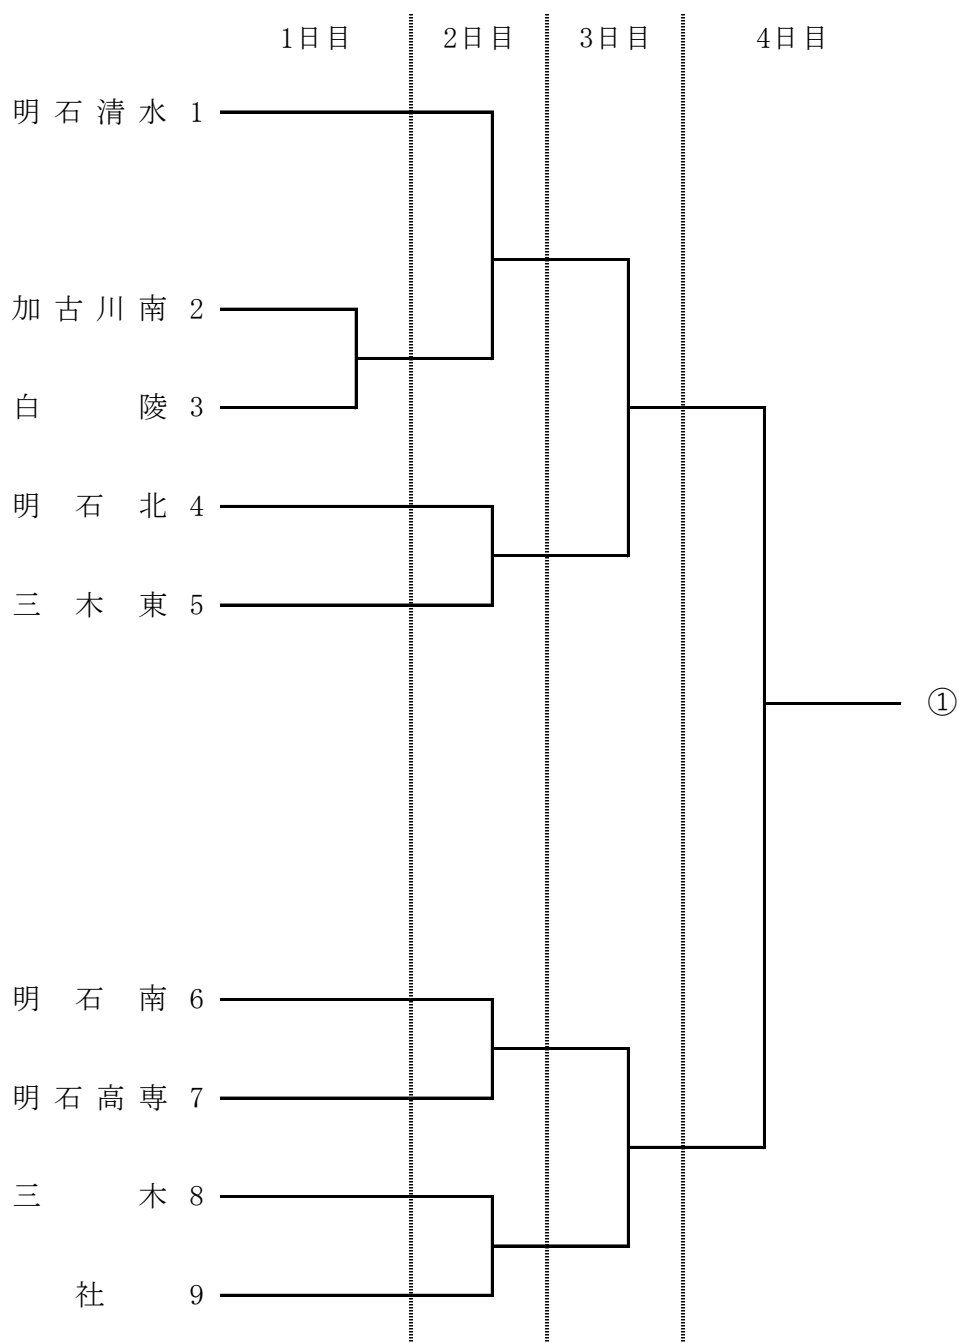 1日目 2日目 3日目 4日目
明石清水 1
加古川南 2
白陵 3
明石北 4
三木東 5
①
明石南 6
明石高専 7
三木 8
社 9